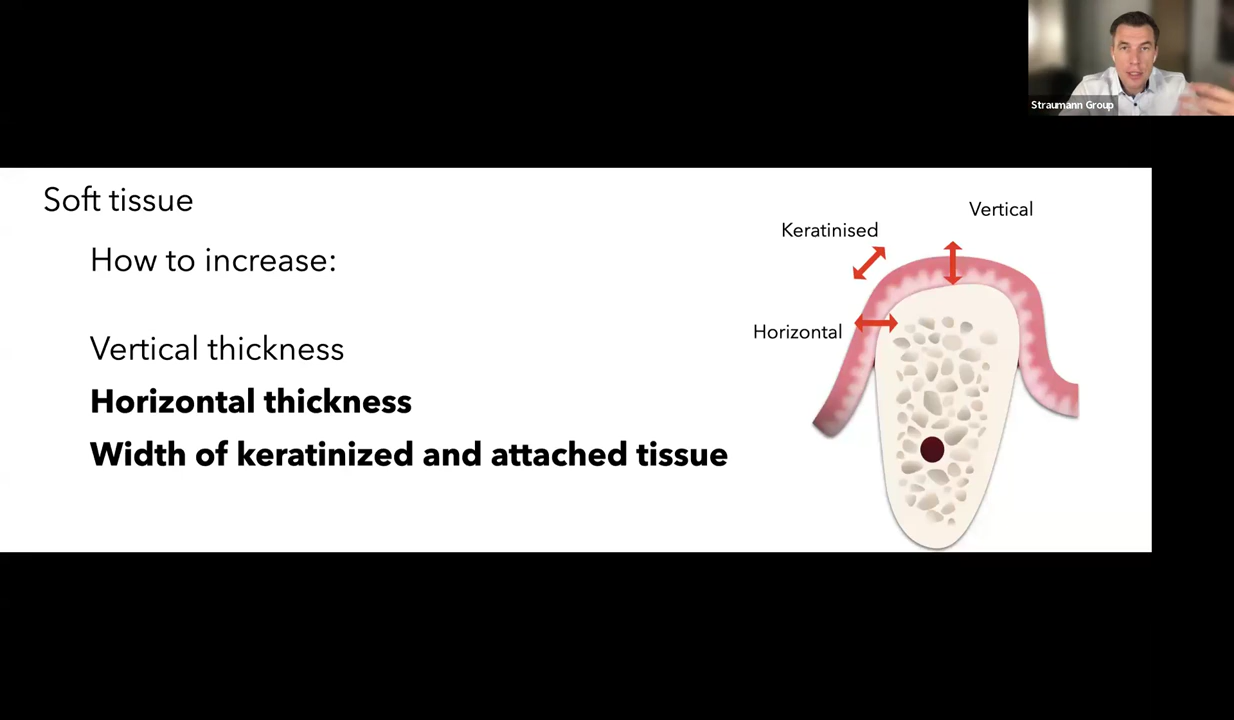 Straumann Group
Soft tissue
How to increase:
Vertical thickness
Horizontal thickness
Width of keratinized and attached tissue
Vertical
Keratinised
Horizontal